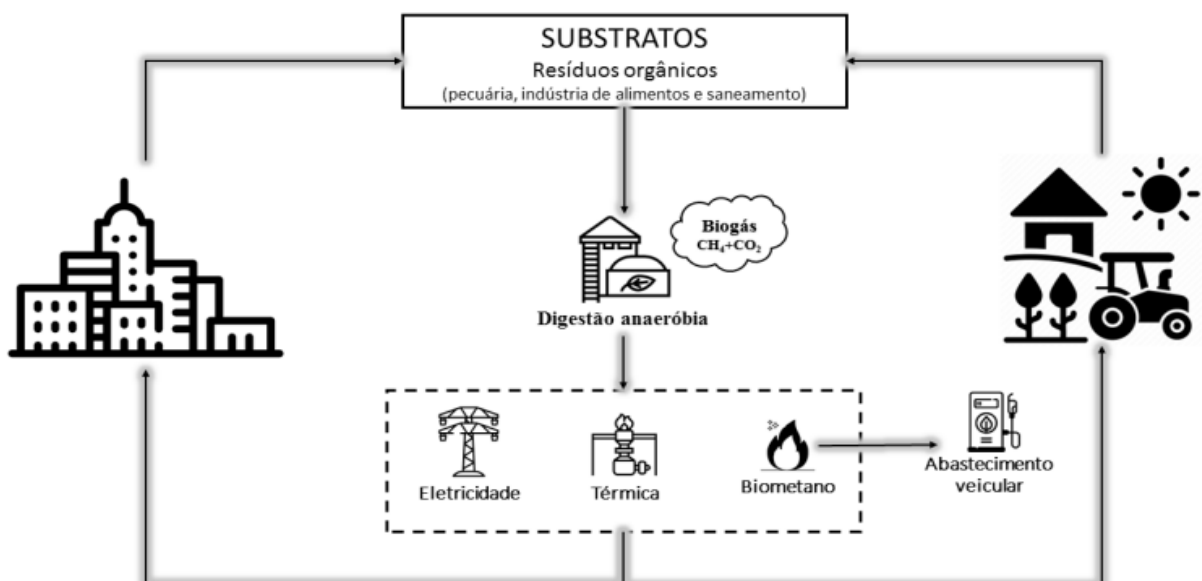 SUBSTRATOS
Resíduos orgânicos
(pecuária, indústria de alimentos e saneamento)
Biogás
CH₄+CO₂
Digestão anaeróbia
Eletricidade
Térmica
Biometano
Abastecimento
veicular